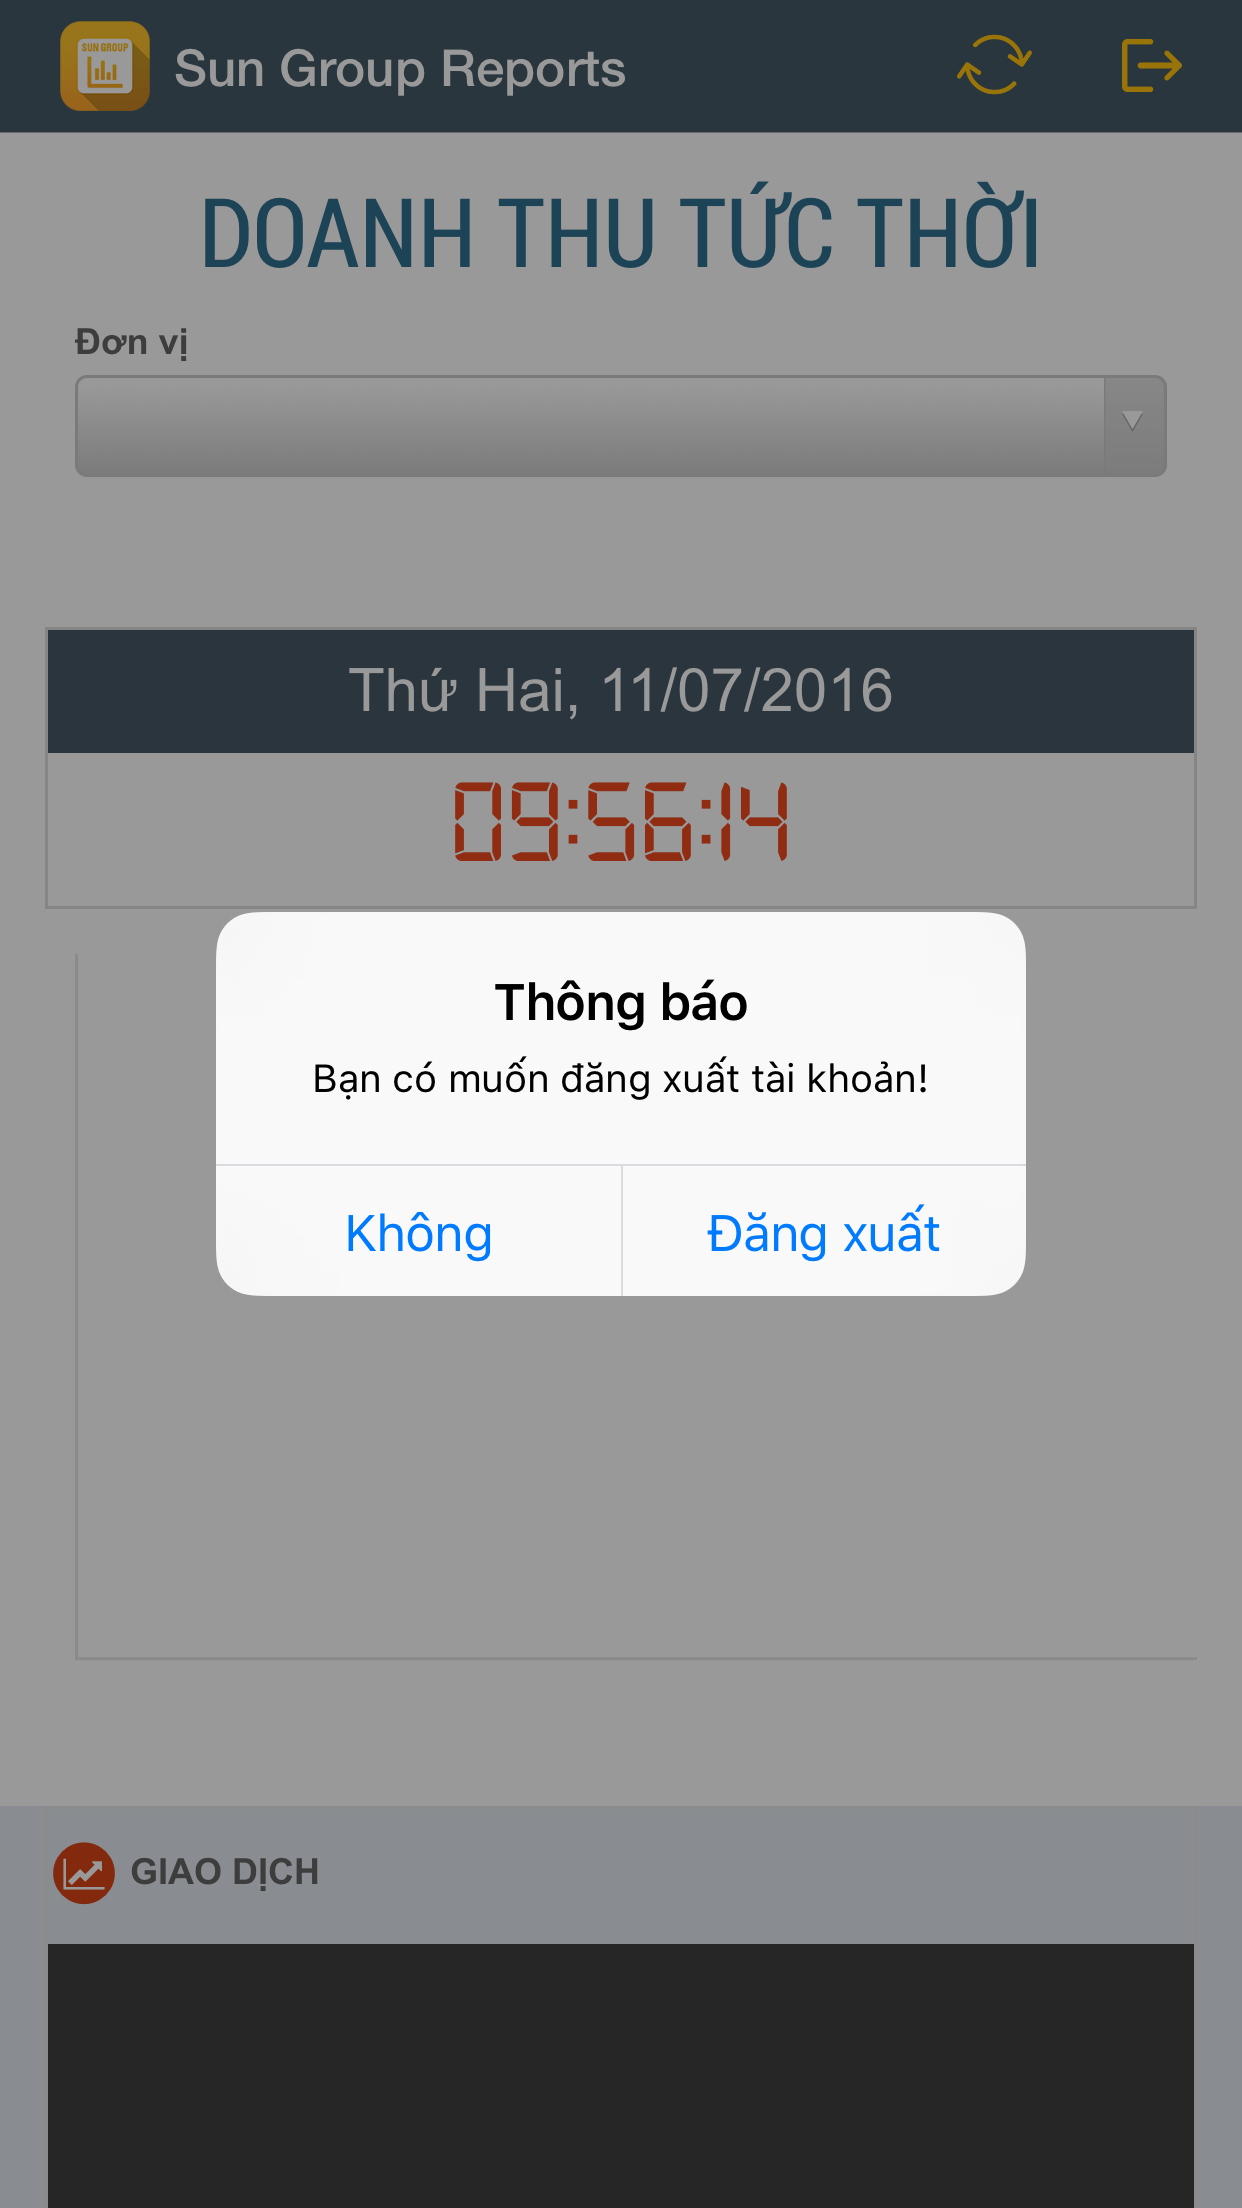 SUN GROUP
Sun Group Reports
DOANH THU TỨC THỜI
Đơn vị
Thứ Hai, 11/07/2016
09:56:14
Thông báo
Bạn có muốn đăng xuất tài khoản!
Không
Đăng xuất
GIAO DỊCH